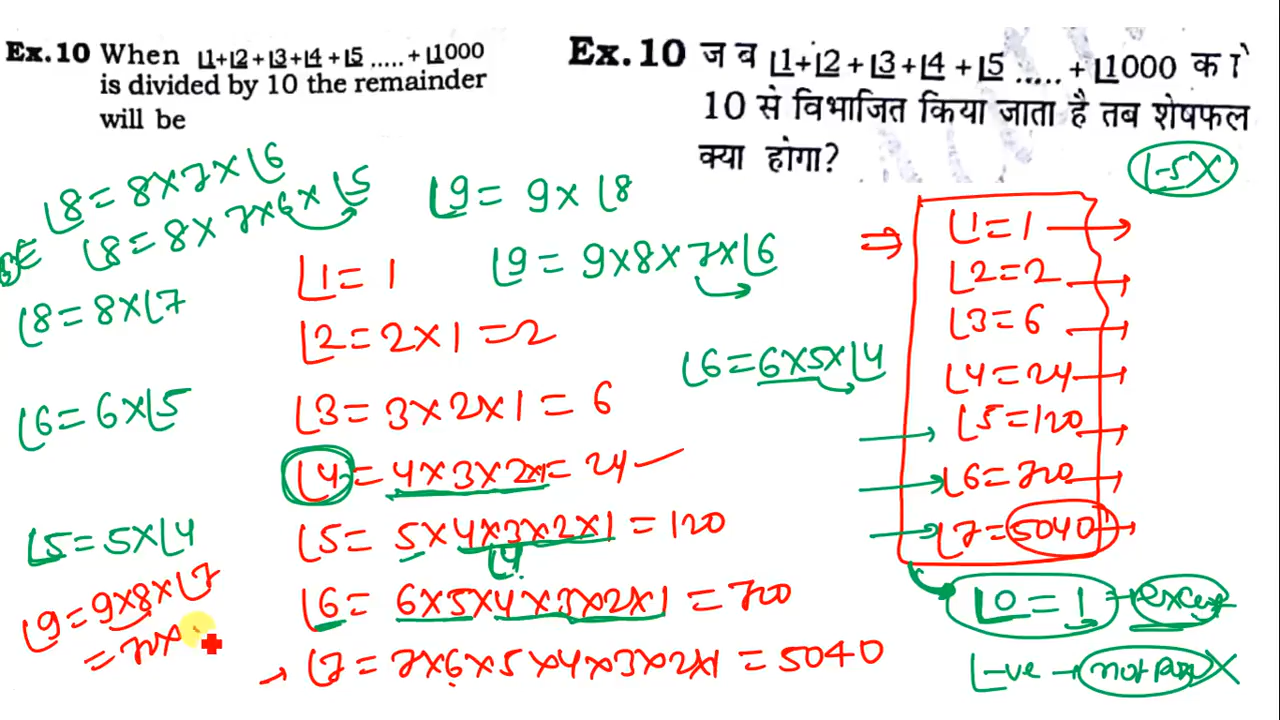 Ex.10 When ⌊1+⌊2+⌊3+⌊4+⌊5.....+⌊1000
is divided by 10 the remainder
will be
Ex.10 जब ⌊1+⌊2+⌊3+⌊4+⌊5.....+⌊1000 को
10 से विभाजित किया जाता है तब शेषफल
क्या होगा?
⌊-5 X
⌊8=8×7×⌊6
⌊8=8×7×6×⌊5
⌊8=8×⌊7
⌊6=6×⌊5
⌊5=5×⌊4
⌊9=9×8×⌊7
⌊9=9×⌊8
⌊9=9×8×7×⌊6
⌊1=1
⌊2=2×1=2
⌊3=3×2×1=6
⌊4=4×3×2×1=24
⌊5=5×4×3×2×1=120
⌊4
⌊6=6×5×4×3×2×1=720
→⌊7=7×6×5×4×3×2×1=5040
⌊6=6×5×⌊4
⇒ ⌊1=1 →
⌊2=2 →
⌊3=6 →
⌊4=24 →
→ ⌊5=120 →
→ ⌊6=720 →
→ ⌊7=5040 →
⌊0=1 → except
⌊-ve → not X